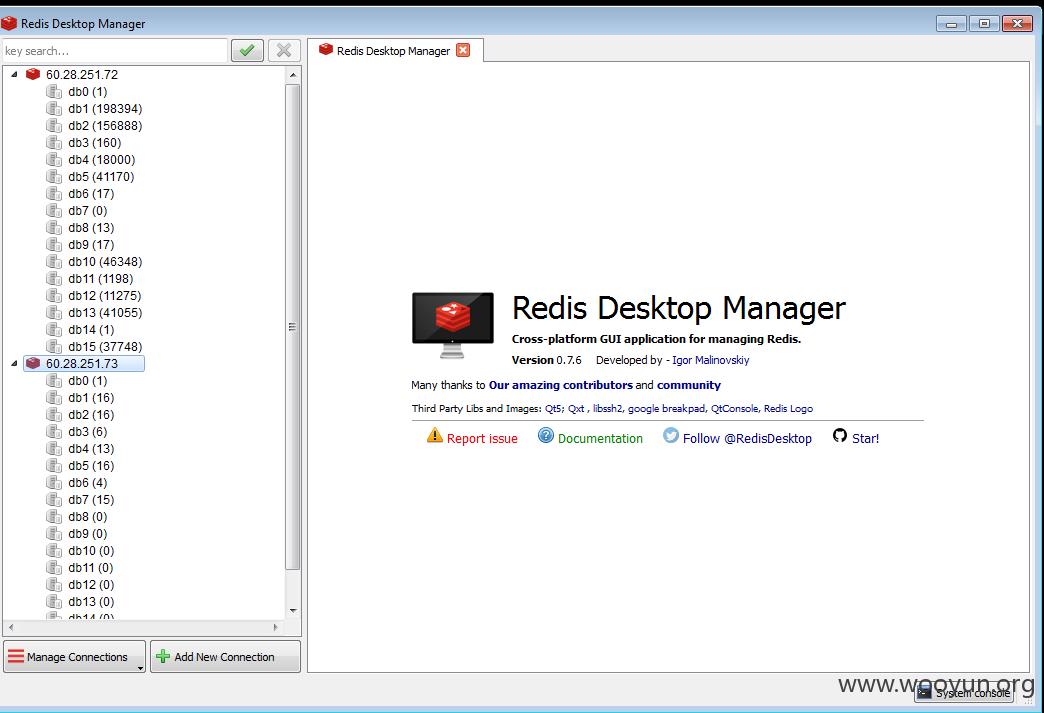 Redis Desktop Manager
key search...
60.28.251.72
db0 (1)
db1 (198394)
db2 (156888)
db3 (160)
db4 (18000)
db5 (41170)
db6 (17)
db7 (0)
db8 (13)
db9 (17)
db10 (46348)
db11 (1198)
db12 (11275)
db13 (41055)
db14 (1)
db15 (37748)
60.28.251.73
db0 (1)
db1 (16)
db2 (16)
db3 (6)
db4 (13)
db5 (16)
db6 (4)
db7 (15)
db8 (0)
db9 (0)
db10 (0)
db11 (0)
db12 (0)
db13 (0)
db14 (0)
Manage Connections
Add New Connection
Redis Desktop Manager
Redis Desktop Manager
Cross-platform GUI application for managing Redis.
Version 0.7.6 Developed by - Igor Malinovskiy
Many thanks to Our amazing contributors and community
Third Party Libs and Images: Qt5; Qxt , libssh2, google breakpad, QtConsole, Redis Logo
Report issue Documentation Follow @RedisDesktop Star!
www.wooyun.org
System console